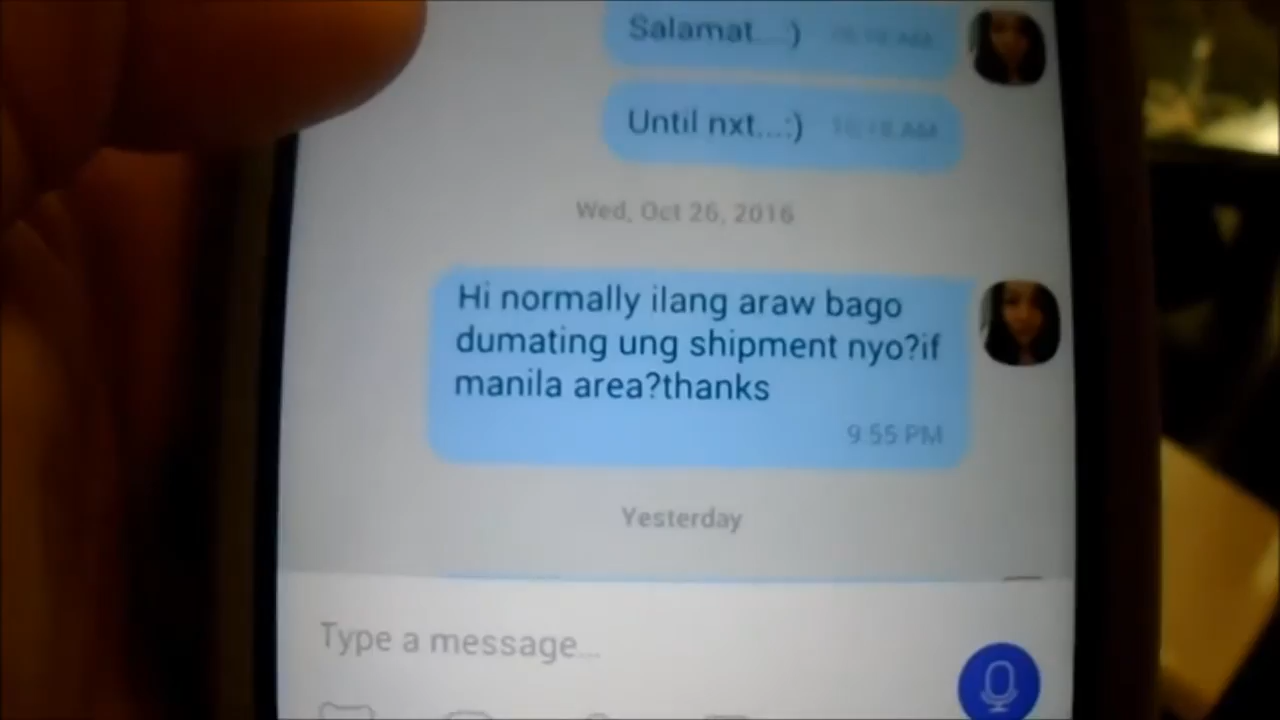 Salamat....:)
Until nxt....:)
Wed, Oct 26, 2016
Hi normally ilang araw bago
dumating ung shipment nyo?if
manila area?thanks
9:55 PM
Yesterday
Type a message...